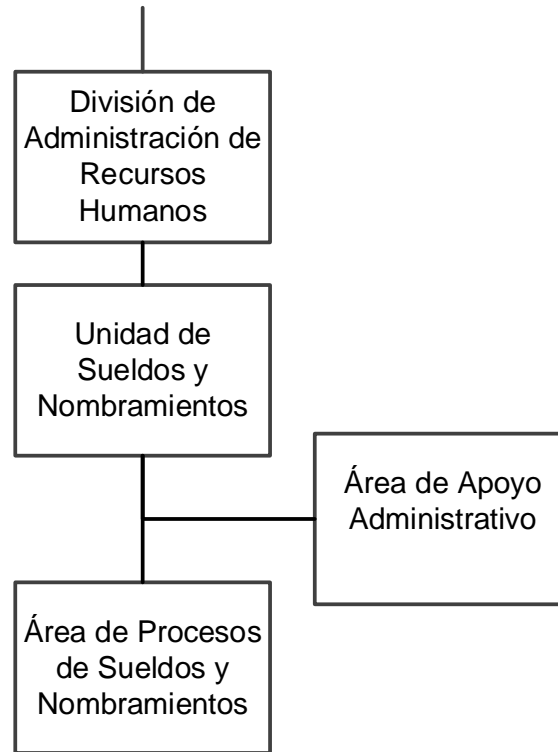 División de
Administración de
Recursos
Humanos
Unidad de
Sueldos y
Nombramientos
Área de Apoyo
Administrativo
Área de Procesos
de Sueldos y
Nombramientos